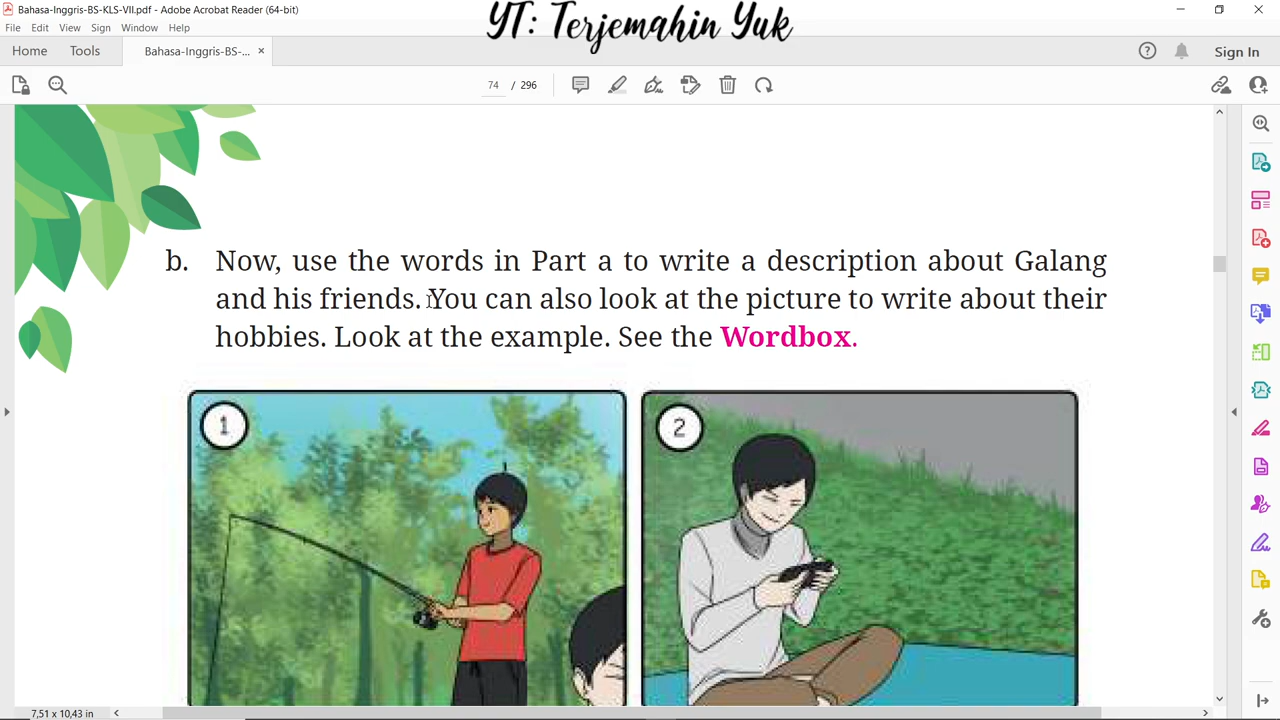 Bahasa-Inggris-BS-KLS-VII.pdf - Adobe Acrobat Reader (64-bit)
YT: Terjemahin Yuk
File Edit View Sign Window Help
Home Tools Bahasa-Inggris-BS-... × Sign In
74 / 296
b. Now, use the words in Part a to write a description about Galang
and his friends. You can also look at the picture to write about their
hobbies. Look at the example. See the Wordbox.
1 2
7,51 x 10,43 in